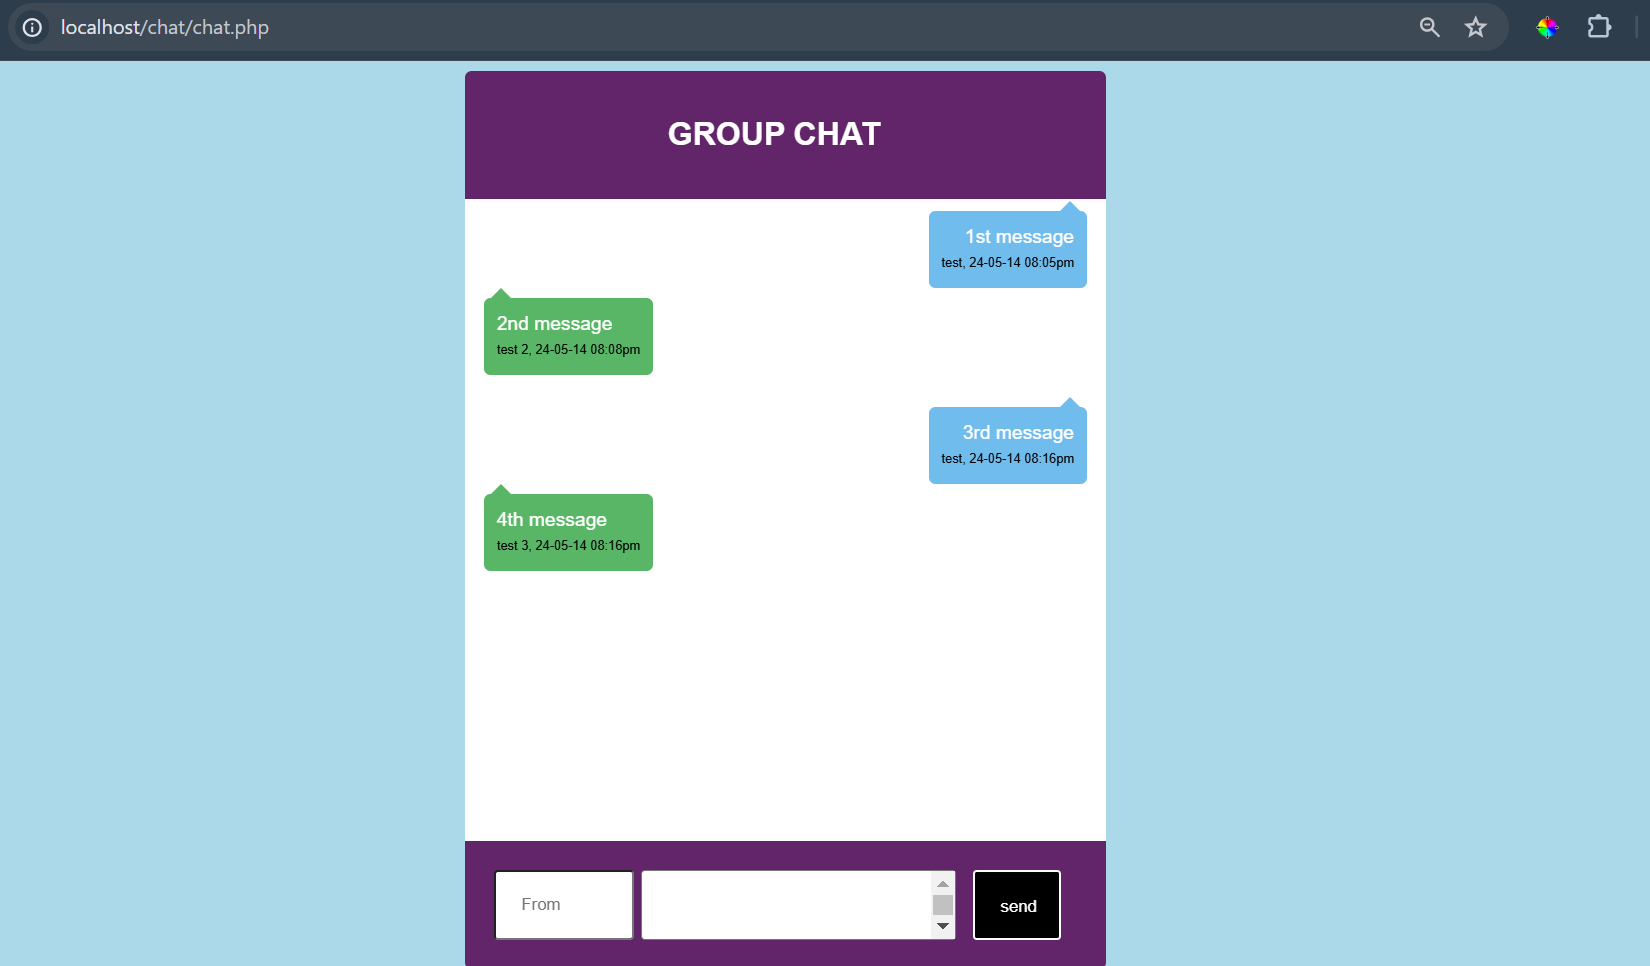 localhost/chat/chat.php
GROUP CHAT
1st message
test, 24-05-14 08:05pm
2nd message
test 2, 24-05-14 08:08pm
3rd message
test, 24-05-14 08:16pm
4th message
test 3, 24-05-14 08:16pm
From
send